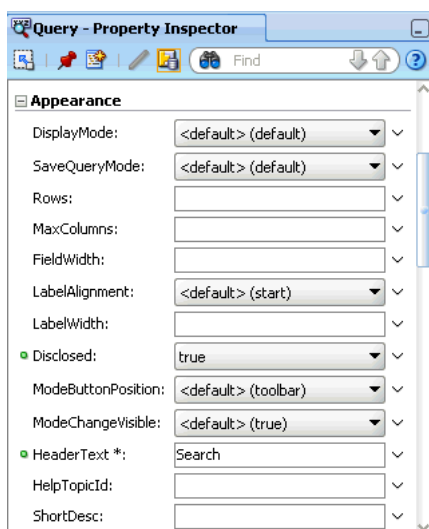 Query - Property Inspector
Find
Appearance
DisplayMode: <default> (default)
SaveQueryMode: <default> (default)
Rows:
MaxColumns:
FieldWidth:
LabelAlignment: <default> (start)
LabelWidth:
Disclosed: true
ModeButtonPosition: <default> (toolbar)
ModeChangeVisible: <default> (true)
HeaderText *: Search
HelpTopicId:
ShortDesc: